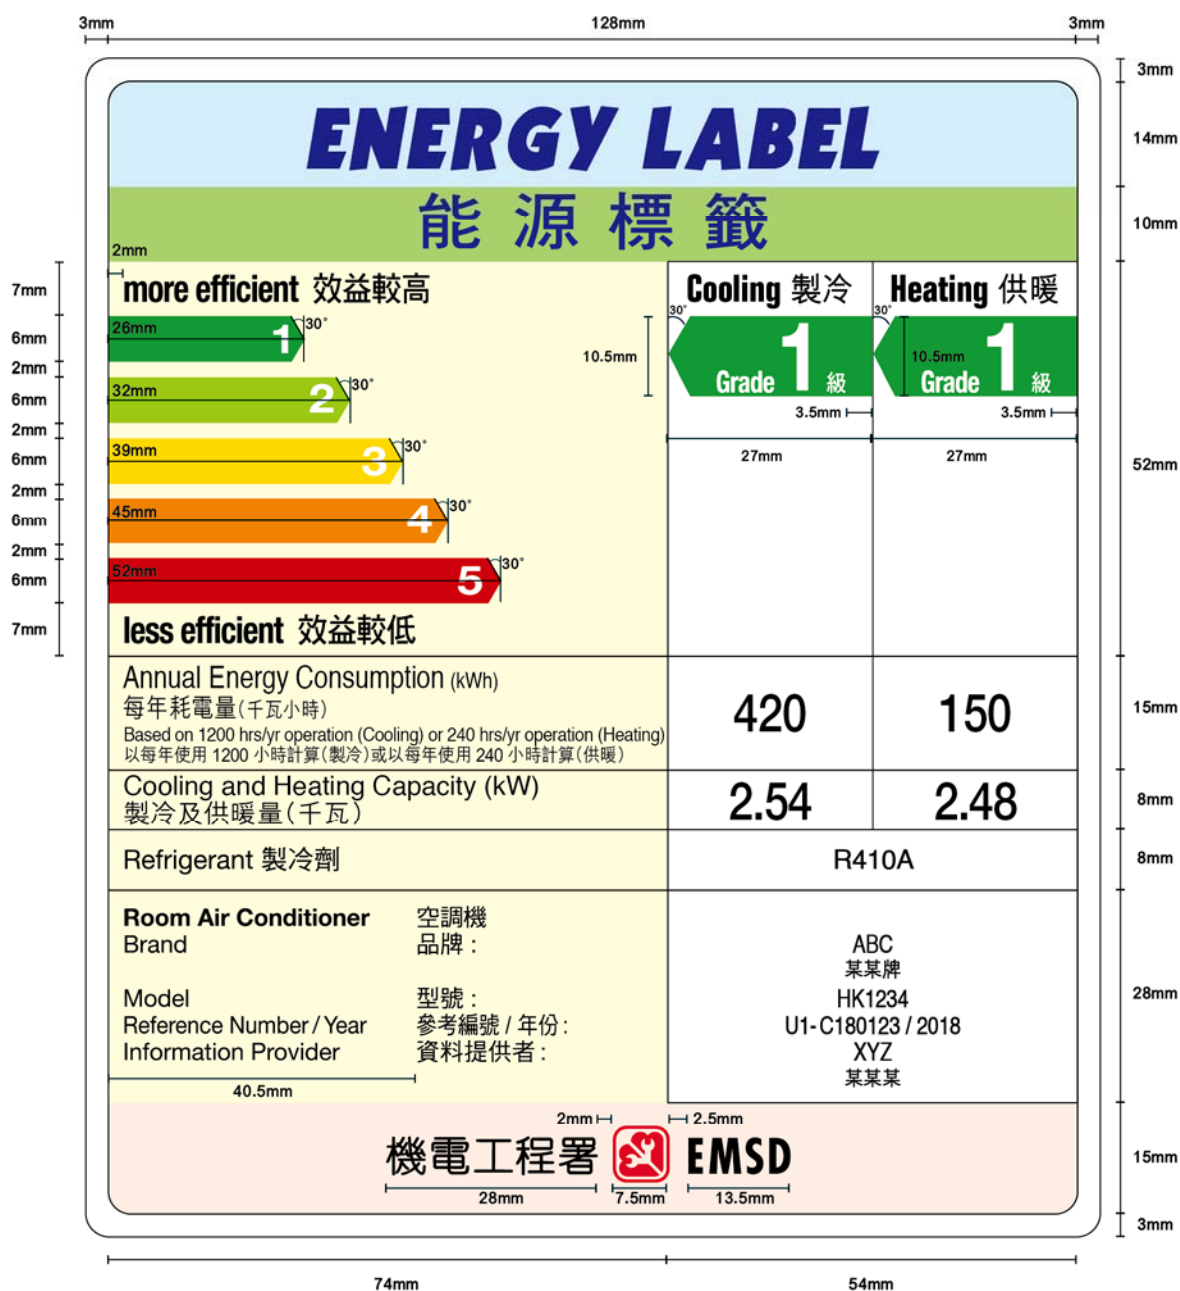 3mm 128mm 3mm
3mm
ENERGY LABEL
14mm
能源標籤
10mm
2mm
7mm more efficient 效益較高 Cooling 製冷 Heating 供暖
30° 30°
6mm 26mm 1 30° 10.5mm Grade 1 級 10.5mm Grade 1 級
2mm
6mm 32mm 2 30° 3.5mm 3.5mm
2mm
6mm 39mm 3 30° 27mm 27mm 52mm
2mm
6mm 45mm 4 30°
2mm
6mm 52mm 5 30°
7mm less efficient 效益較低
Annual Energy Consumption (kWh)
每年耗電量(千瓦小時) 420 150 15mm
Based on 1200 hrs/yr operation (Cooling) or 240 hrs/yr operation (Heating)
以每年使用 1200 小時計算(製冷)或以每年使用 240 小時計算(供暖)
Cooling and Heating Capacity (kW) 2.54 2.48 8mm
製冷及供暖量(千瓦)
Refrigerant 製冷劑 R410A 8mm
Room Air Conditioner 空調機
Brand 品牌 : ABC
某某牌
Model 型號 : HK1234 28mm
Reference Number / Year 參考編號 / 年份 : U1-C180123 / 2018
Information Provider 資料提供者 : XYZ
某某某
40.5mm
2mm 2.5mm
機電工程署 EMSD 15mm
28mm 7.5mm 13.5mm
3mm
74mm 54mm